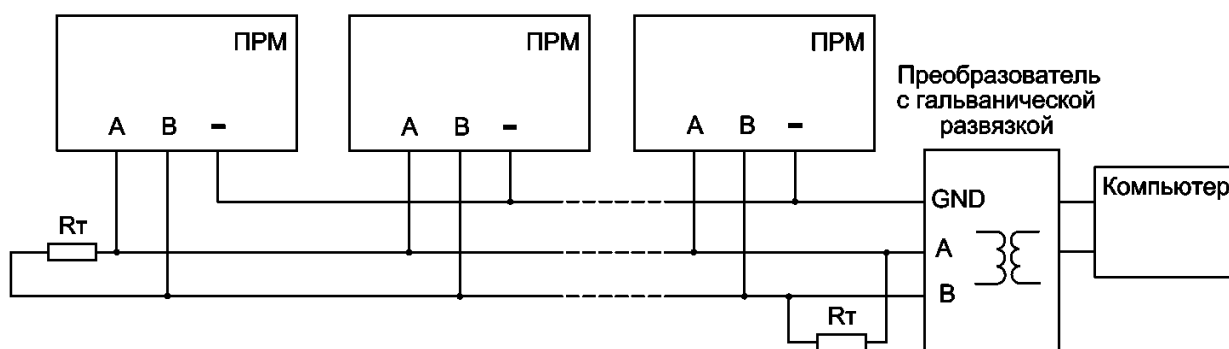 ПРМ
ПРМ
ПРМ
Преобразователь
с гальванической
развязкой
A B –
A B –
A B –
GND
Компьютер
Rт
A
B
Rт